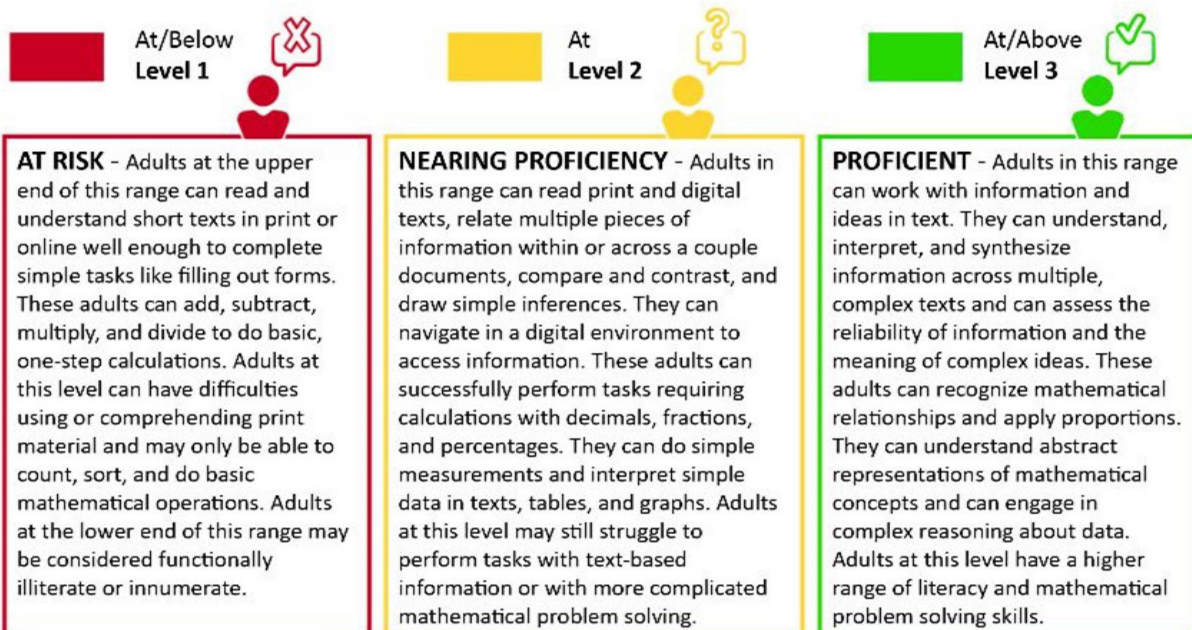 At/Below
Level 1
At
Level 2
?
At/Above
Level 3
AT RISK - Adults at the upper
end of this range can read and
understand short texts in print or
online well enough to complete
simple tasks like filling out forms.
These adults can add, subtract,
multiply, and divide to do basic,
one-step calculations. Adults at
this level can have difficulties
using or comprehending print
material and may only be able to
count, sort, and do basic
mathematical operations. Adults
at the lower end of this range may
be considered functionally
illiterate or innumerate.
NEARING PROFICIENCY - Adults in
this range can read print and digital
texts, relate multiple pieces of
information within or across a couple
documents, compare and contrast, and
draw simple inferences. They can
navigate in a digital environment to
access information. These adults can
successfully perform tasks requiring
calculations with decimals, fractions,
and percentages. They can do simple
measurements and interpret simple
data in texts, tables, and graphs. Adults
at this level may still struggle to
perform tasks with text-based
information or with more complicated
mathematical problem solving.
PROFICIENT - Adults in this range
can work with information and
ideas in text. They can understand,
interpret, and synthesize
information across multiple,
complex texts and can assess the
reliability of information and the
meaning of complex ideas. These
adults can recognize mathematical
relationships and apply proportions.
They can understand abstract
representations of mathematical
concepts and can engage in
complex reasoning about data.
Adults at this level have a higher
range of literacy and mathematical
problem solving skills.